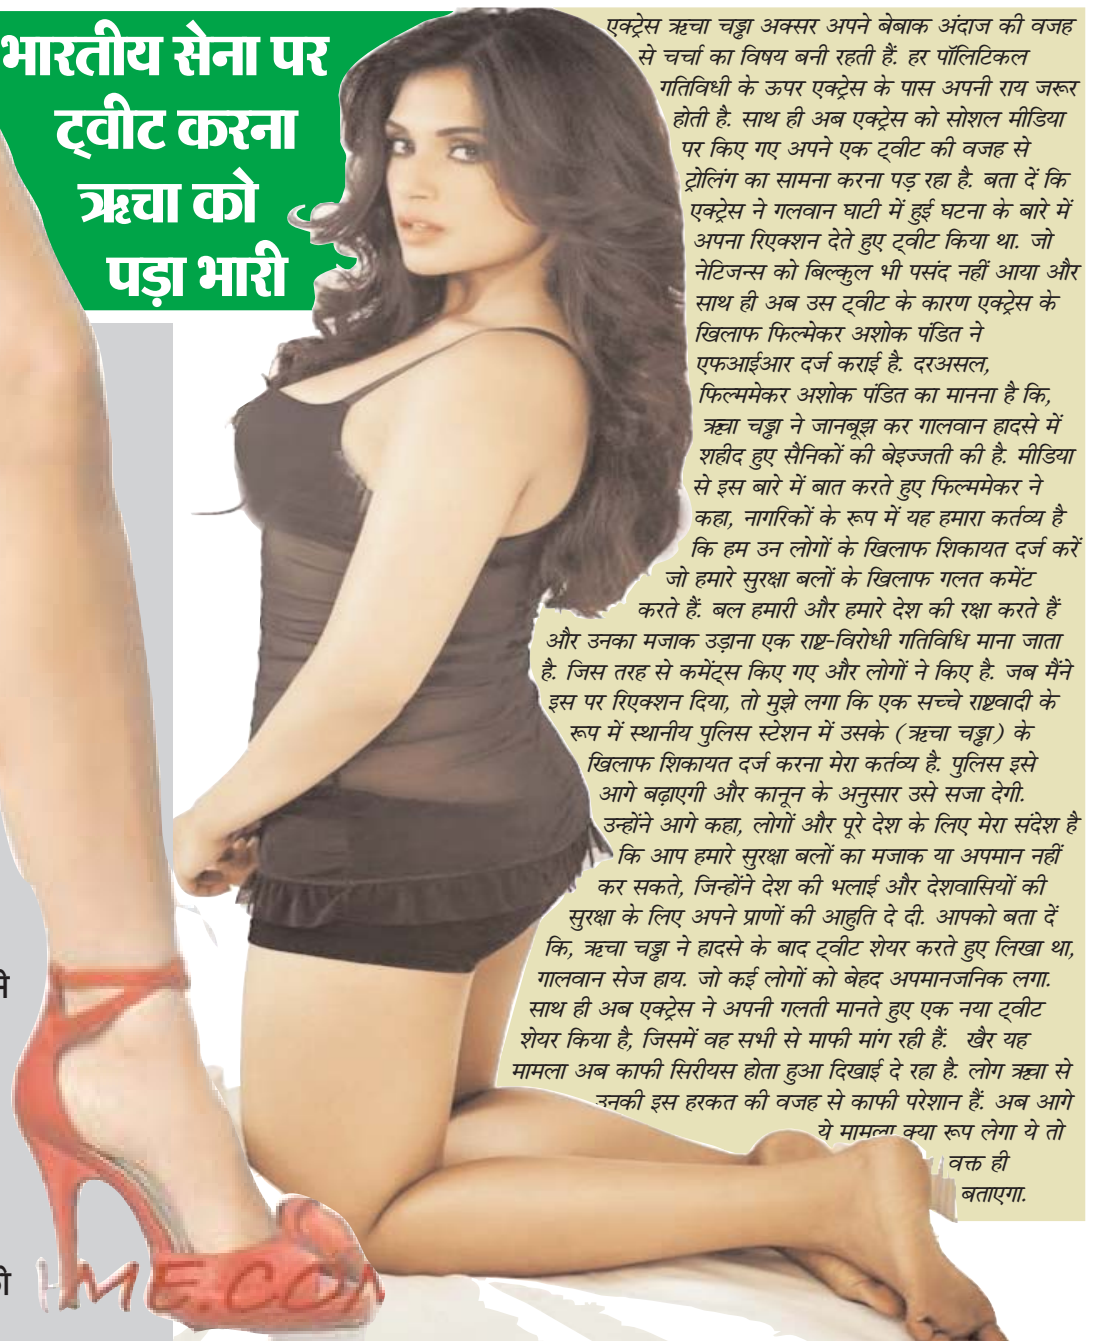 भारतीय सेना पर
ट्वीट करना
ऋचा को
पड़ा भारी
एक्ट्रेस ऋचा चड्ढा अक्सर अपने बेबाक अंदाज की वजह
से चर्चा का विषय बनी रहती हैं. हर पॉलिटिकल
गतिविधी के ऊपर एक्ट्रेस के पास अपनी राय जरूर
होती है. साथ ही अब एक्ट्रेस को सोशल मीडिया
पर किए गए अपने एक ट्वीट की वजह से
ट्रोलिंग का सामना करना पड़ रहा है. बता दें कि
एक्ट्रेस ने गलवान घाटी में हुई घटना के बारे में
अपना रिएक्शन देते हुए ट्वीट किया था. जो
नेटिजन्स को बिल्कुल भी पसंद नहीं आया और
साथ ही अब उस ट्वीट के कारण एक्ट्रेस के
खिलाफ फिल्मेकर अशोक पंडित ने
एफआईआर दर्ज कराई है. दरअसल,
फिल्ममेकर अशोक पंडित का मानना है कि,
ऋचा चड्ढा ने जानबूझ कर गालवान हादसे में
शहीद हुए सैनिकों की बेइज्जती की है. मीडिया
से इस बारे में बात करते हुए फिल्ममेकर ने
कहा, नागरिकों के रूप में यह हमारा कर्तव्य है
कि हम उन लोगों के खिलाफ शिकायत दर्ज करें
जो हमारे सुरक्षा बलों के खिलाफ गलत कमेंट
करते हैं. बल हमारी और हमारे देश की रक्षा करते हैं
और उनका मजाक उड़ाना एक राष्ट्र-विरोधी गतिविधि माना जाता
है. जिस तरह से कमेंट्स किए गए और लोगों ने किए है. जब मैंने
इस पर रिएक्शन दिया, तो मुझे लगा कि एक सच्चे राष्ट्रवादी के
रूप में स्थानीय पुलिस स्टेशन में उसके (ऋचा चड्ढा) के
खिलाफ शिकायत दर्ज करना मेरा कर्तव्य है. पुलिस इसे
आगे बढ़ाएगी और कानून के अनुसार उसे सजा देगी.
उन्होंने आगे कहा, लोगों और पूरे देश के लिए मेरा संदेश है
कि आप हमारे सुरक्षा बलों का मजाक या अपमान नहीं
कर सकते, जिन्होंने देश की भलाई और देशवासियों की
सुरक्षा के लिए अपने प्राणों की आहुति दे दी. आपको बता दें
कि, ऋचा चड्ढा ने हादसे के बाद ट्वीट शेयर करते हुए लिखा था,
गालवान सेज हाय. जो कई लोगों को बेहद अपमानजनिक लगा.
साथ ही अब एक्ट्रेस ने अपनी गलती मानते हुए एक नया ट्वीट
शेयर किया है, जिसमें वह सभी से माफी मांग रही हैं. खैर यह
मामला अब काफी सिरीयस होता हुआ दिखाई दे रहा है. लोग ऋचा से
उनकी इस हरकत की वजह से काफी परेशान हैं. अब आगे
ये मामला क्या रूप लेगा ये तो
वक्त ही
बताएगा.
ME.COM